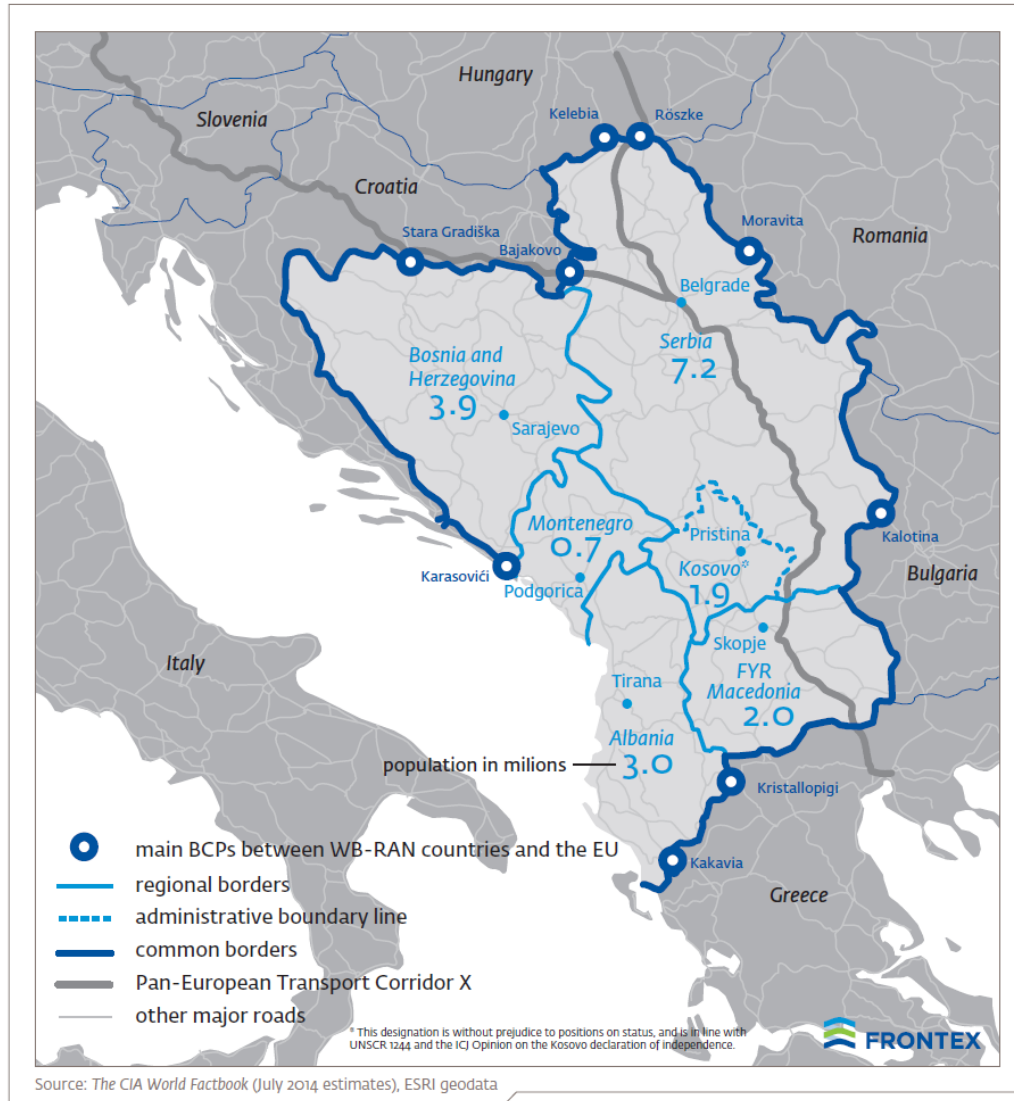 Hungary
Slovenia
Kelebia
Röszke
Croatia
Stara Gradiška
Bajakovo
Moravita
Romania
Belgrade
Serbia
7.2
Bosnia and
Herzegovina
3.9
Sarajevo
Montenegro
0.7
Pristina
Kalotina
Karasovići
Podgorica
Kosovo*
1.9
Bulgaria
Italy
Skopje
FYR
Macedonia
2.0
Tirana
Albania
population in milions
3.0
Kristallopigi
Kakavia
Greece
main BCPs between WB-RAN countries and the EU
regional borders
administrative boundary line
common borders
Pan-European Transport Corridor X
other major roads
* This designation is without prejudice to positions on status, and is in line with
UNSCR 1244 and the ICJ Opinion on the Kosovo declaration of independence.
FRONTEX
Source: The CIA World Factbook (July 2014 estimates), ESRI geodata